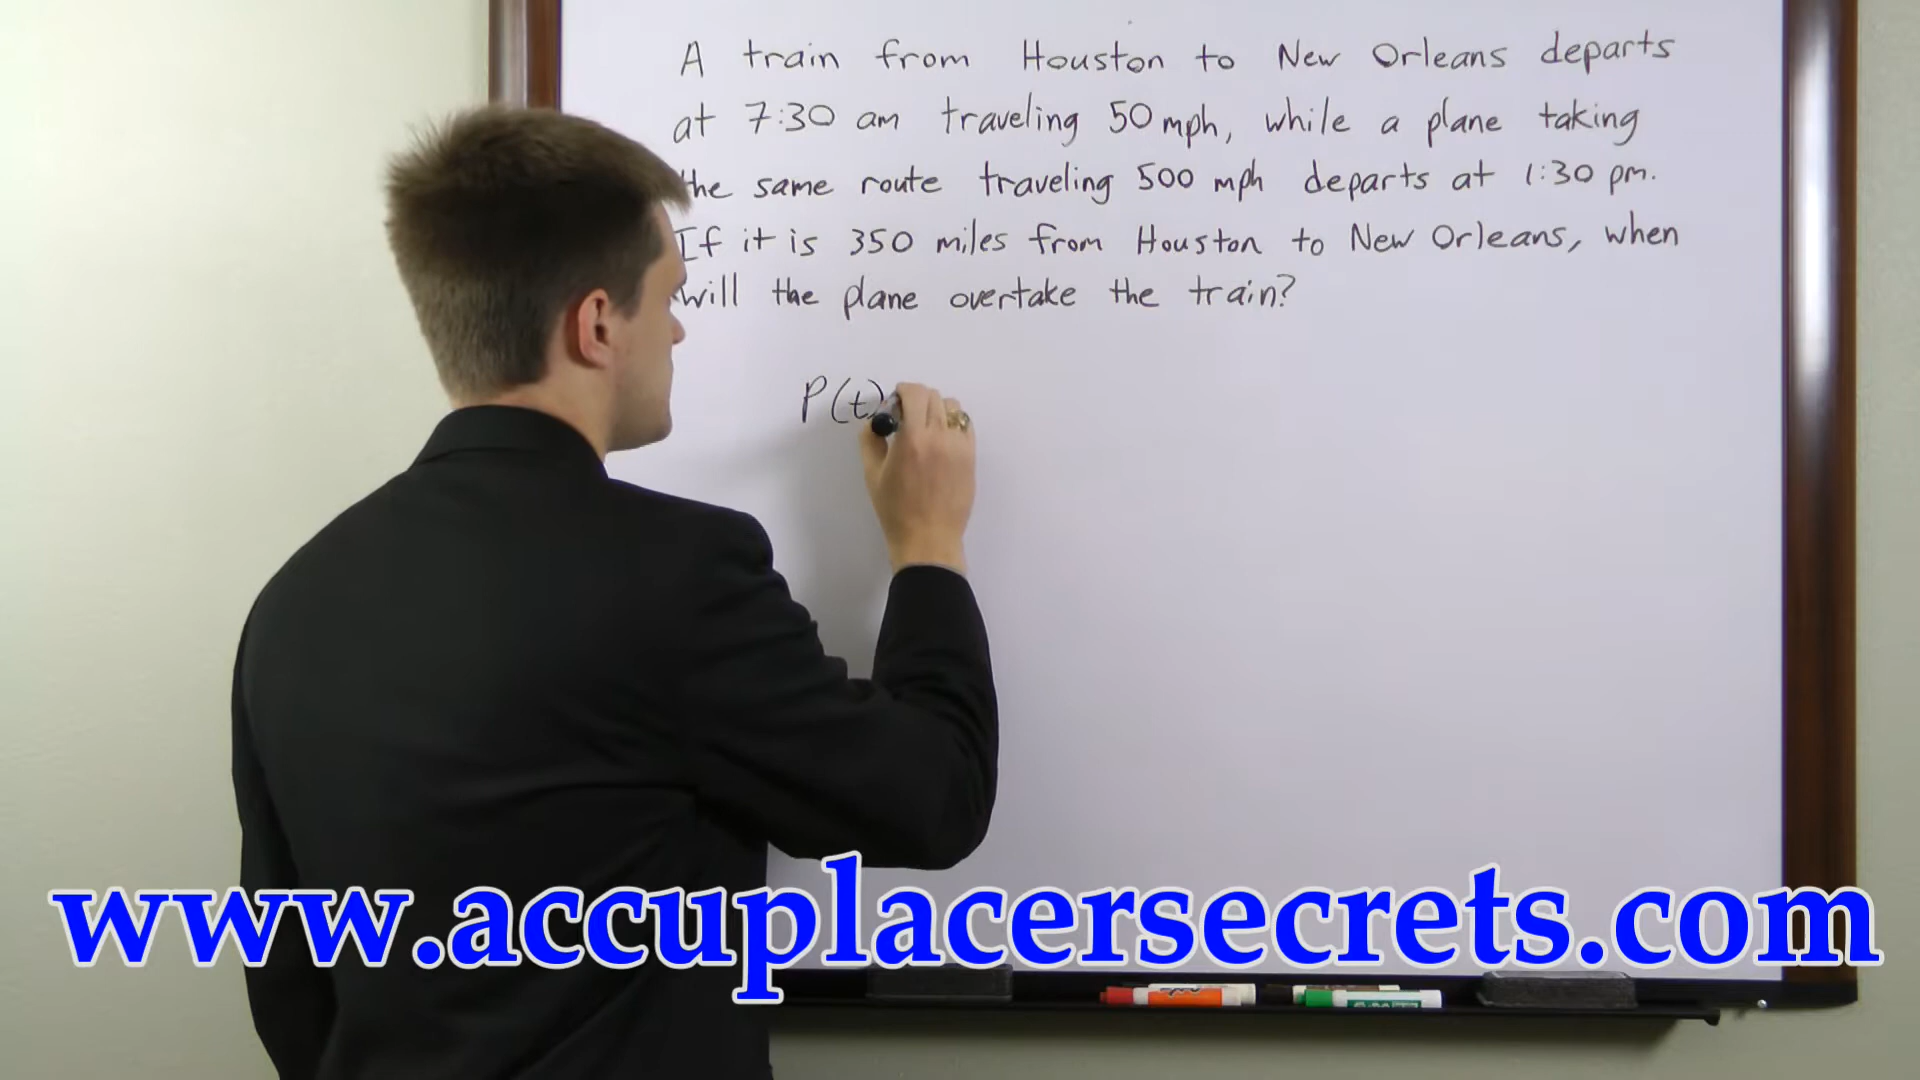 A train from Houston to New Orleans departs
at 7:30 am traveling 50 mph, while a plane taking
the same route traveling 500 mph departs at 1:30 pm.
If it is 350 miles from Houston to New Orleans, when
will the plane overtake the train?
P(t)
www.accuplacersecrets.com